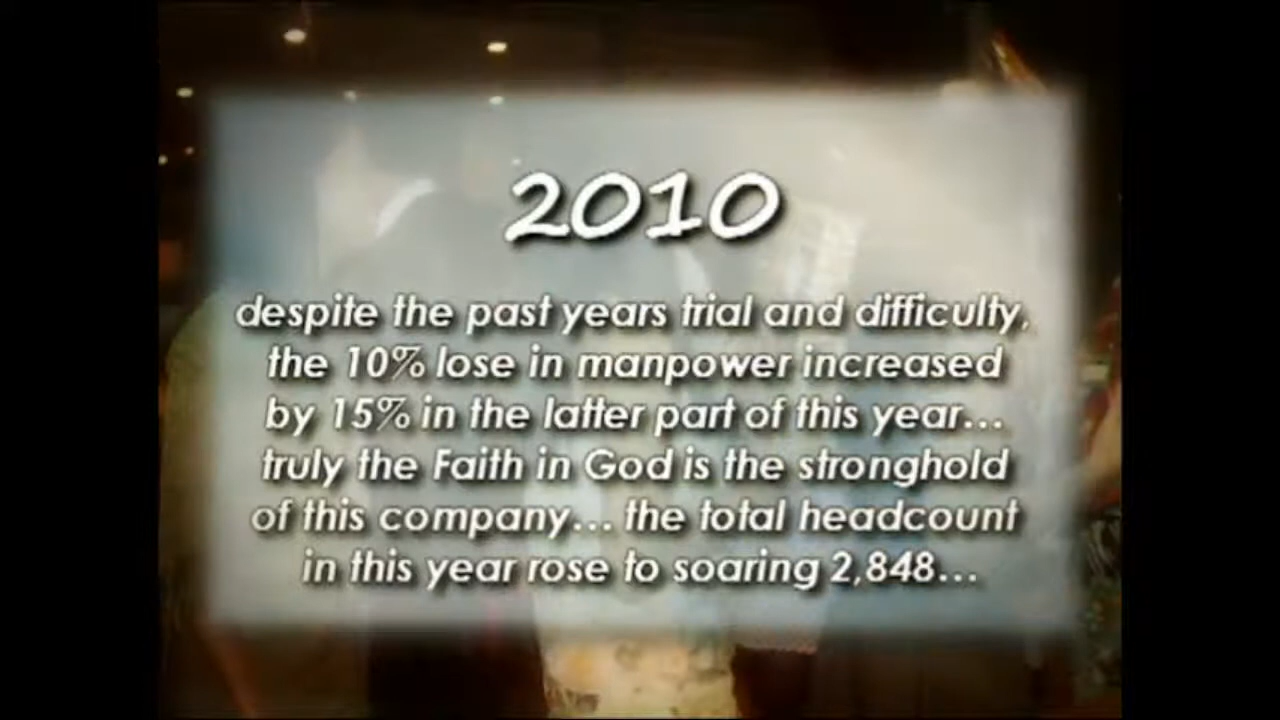 2010
despite the past years trial and difficulty,
the 10% lose in manpower increased
by 15% in the latter part of this year...
truly the Faith in God is the stronghold
of this company... the total headcount
in this year rose to soaring 2,848...